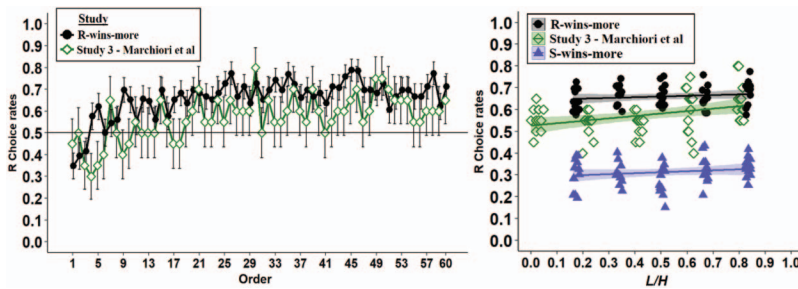 Study
R-wins-more
Study 3 - Marchiori et al
R Choice rates
1.0
0.9
0.8
0.7
0.6
0.5
0.4
0.3
0.2
0.1
0.0
1 5 9 13 17 21 25 29 33 37 41 45 49 53 57 60
Order
R-wins-more
Study 3 - Marchiori et al
S-wins-more
R Choice rates
1.0
0.9
0.8
0.7
0.6
0.5
0.4
0.3
0.2
0.1
0.0
0.0 0.1 0.2 0.3 0.4 0.5 0.6 0.7 0.8 0.9 1.0
L/H